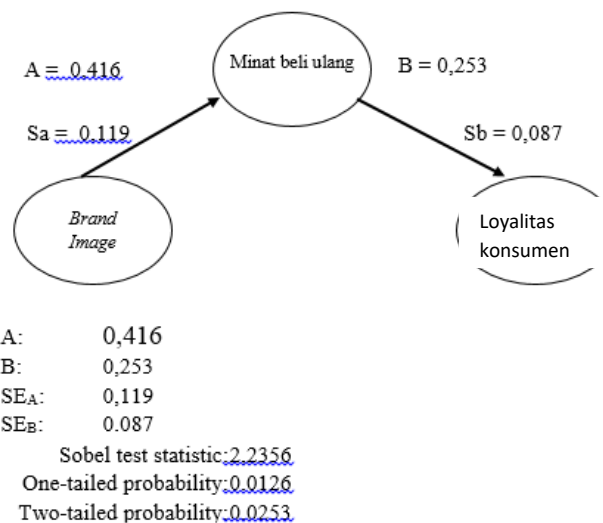 Minat beli ulang
A = 0,416
B = 0,253
Sa = 0,119
Sb = 0,087
Brand
Image
Loyalitas
konsumen
A: 0,416
B: 0,253
SEA: 0,119
SEB: 0.087
Sobel test statistic:2.2356
One-tailed probability:0.0126
Two-tailed probability:0.0253